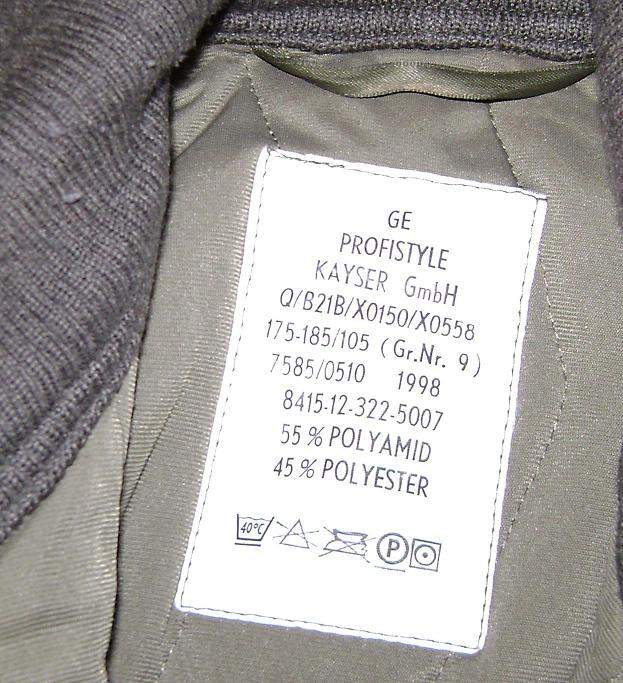 GE
PROFISTYLE
KAYSER GmbH
Q/B21B/X0150/X0558
175-185/105 (Gr.Nr. 9)
7585/0510 1998
8415-12-322-5007
55 % POLYAMID
45 % POLYESTER
40°C P